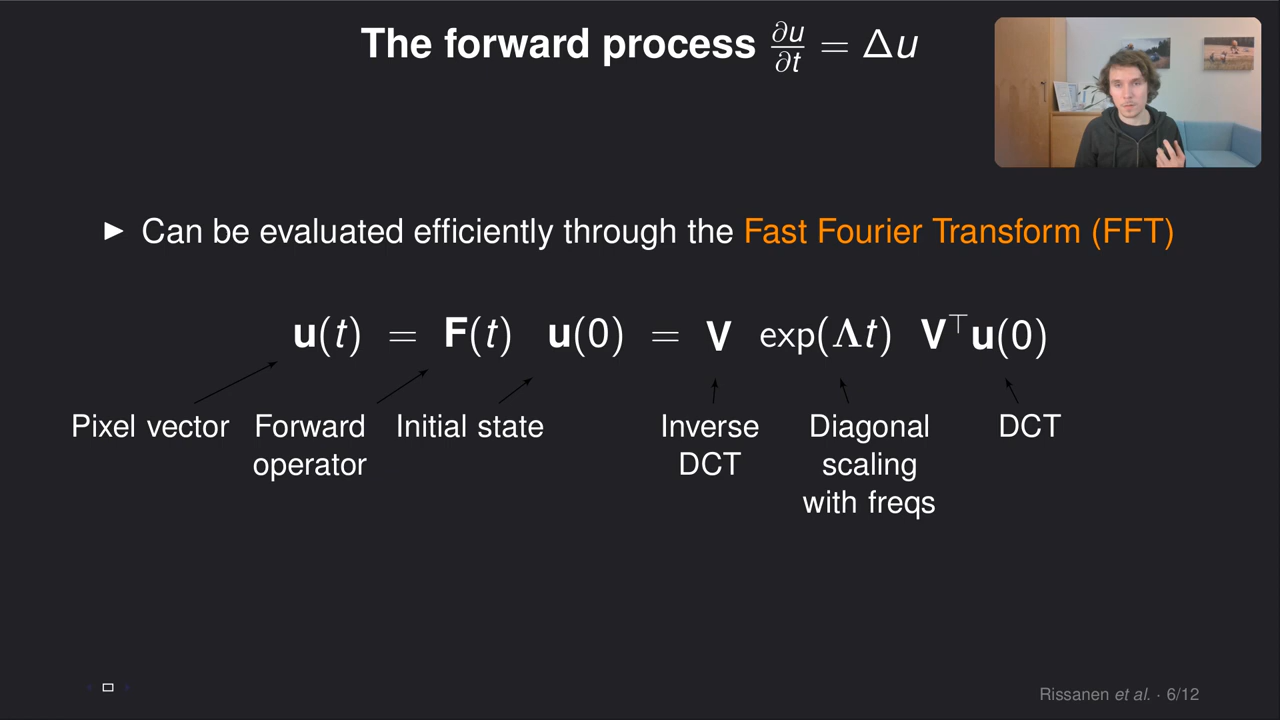 The forward process ∂u/∂t = Δu
▶ Can be evaluated efficiently through the Fast Fourier Transform (FFT)
u(t) = F(t) u(0) = V exp(Λt) V⊤u(0)
Pixel vector Forward operator Initial state Inverse DCT Diagonal scaling with freqs DCT
Rissanen et al. · 6/12